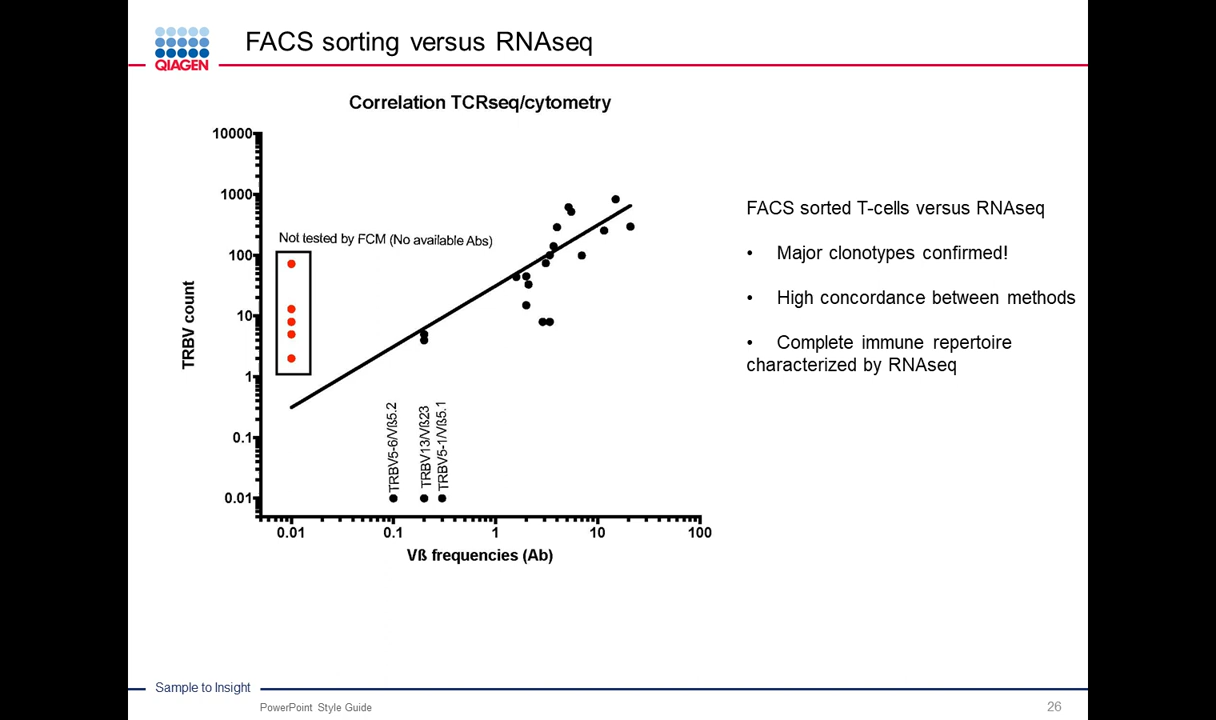 FACS sorting versus RNAseq
QIAGEN
Correlation TCRseq/cytometry
10000
1000
100
10
1
0.1
0.01
TRBV count
Not tested by FCM (No available Abs)
TRBV5-6/Vß5.2
TRBV13/Vß23
TRBV5-1/Vß5.1
0.01
0.1
1
10
100
Vß frequencies (Ab)
FACS sorted T-cells versus RNAseq
• Major clonotypes confirmed!
• High concordance between methods
• Complete immune repertoire
characterized by RNAseq
Sample to Insight
PowerPoint Style Guide
26